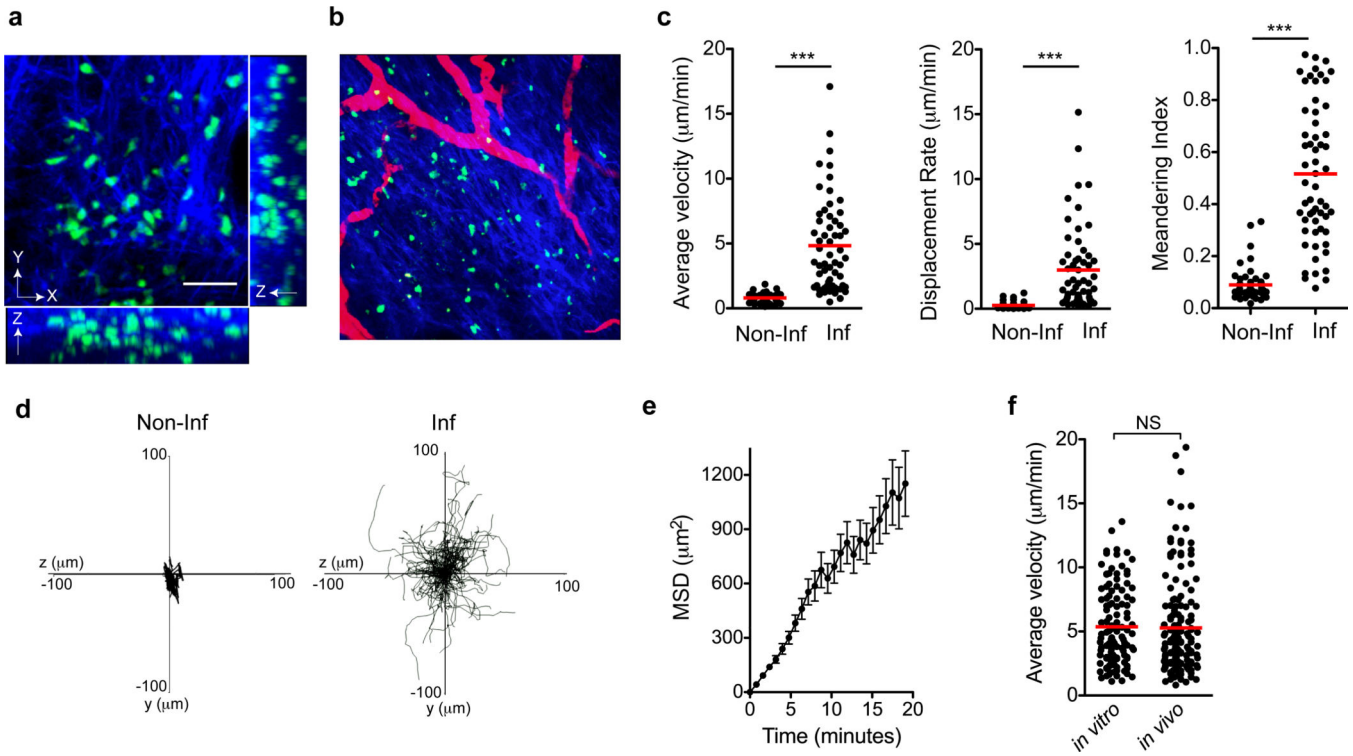 a
Y
X
Z
Z
b
c
Average velocity (μm/min)
20
15
10
5
0
***
Non-Inf
Inf
Displacement Rate (μm/min)
20
15
10
5
0
***
Non-Inf
Inf
Meandering Index
1.0
0.8
0.6
0.4
0.2
0.0
***
Non-Inf
Inf
d
Non-Inf
100
z (μm)
-100
100
-100
y (μm)
Inf
100
z (μm)
-100
100
-100
y (μm)
e
MSD (μm²)
1200
900
600
300
0
0 5 10 15 20
Time (minutes)
f
Average velocity (μm/min)
20
15
10
5
0
NS
in vitro
in vivo